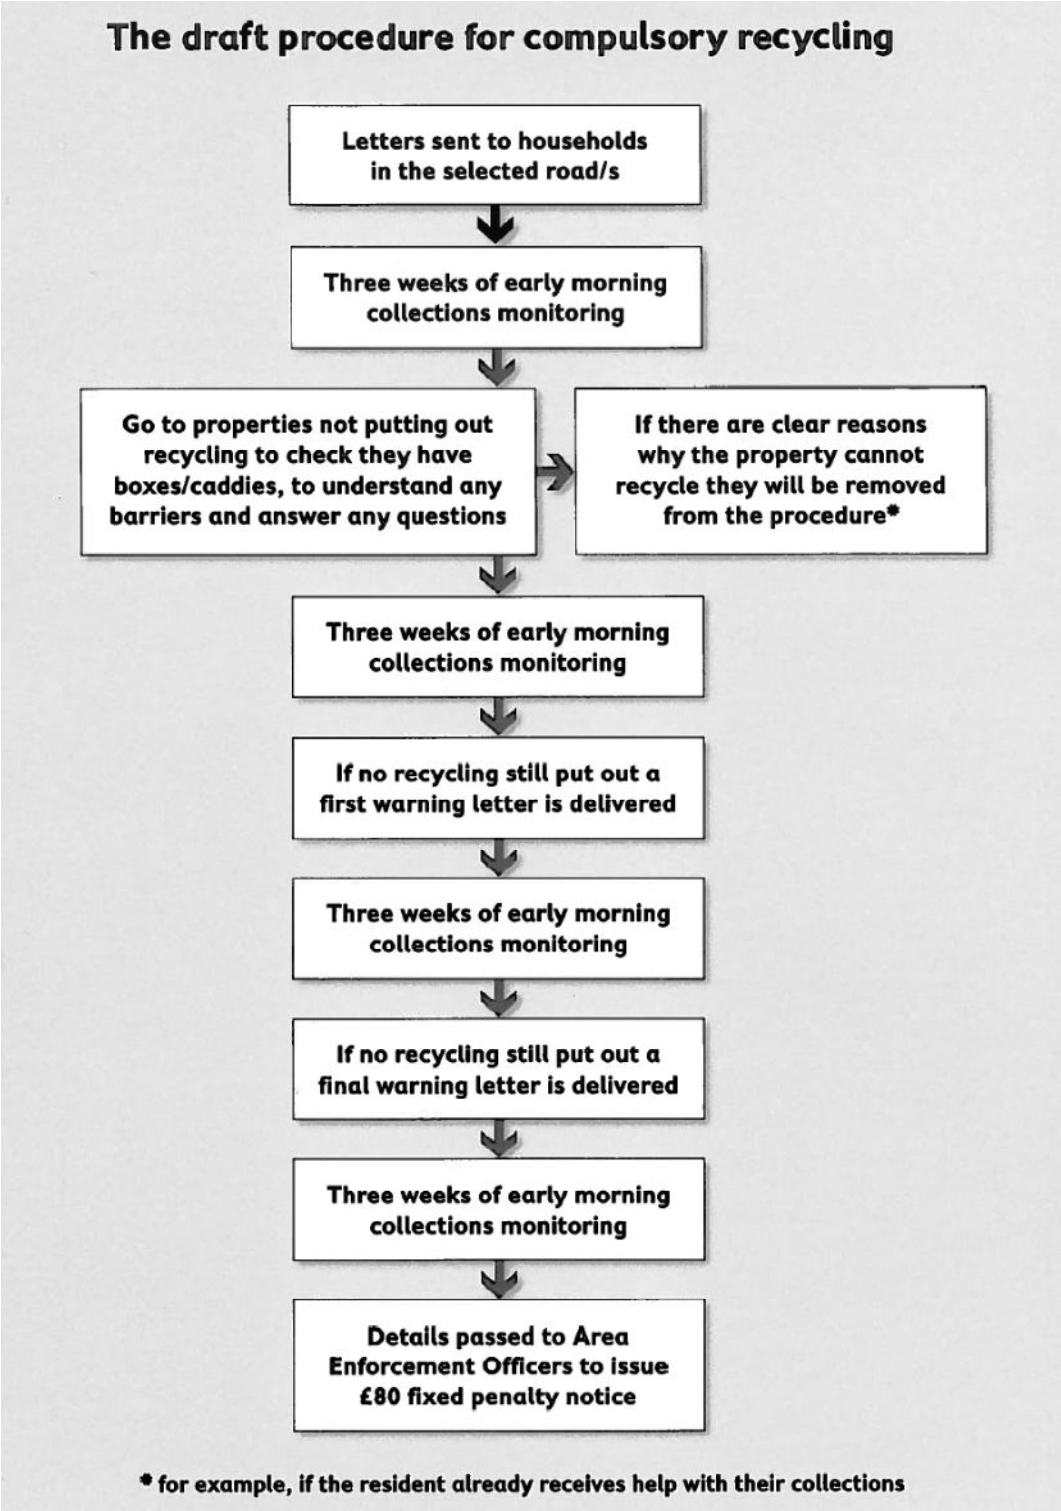 The draft procedure for compulsory recycling
Letters sent to households
in the selected road/s
Three weeks of early morning
collections monitoring
Go to properties not putting out
recycling to check they have
boxes/caddies, to understand any
barriers and answer any questions
If there are clear reasons
why the property cannot
recycle they will be removed
from the procedure*
Three weeks of early morning
collections monitoring
If no recycling still put out a
first warning letter is delivered
Three weeks of early morning
collections monitoring
If no recycling still put out a
final warning letter is delivered
Three weeks of early morning
collections monitoring
Details passed to Area
Enforcement Officers to issue
£80 fixed penalty notice
* for example, if the resident already receives help with their collections